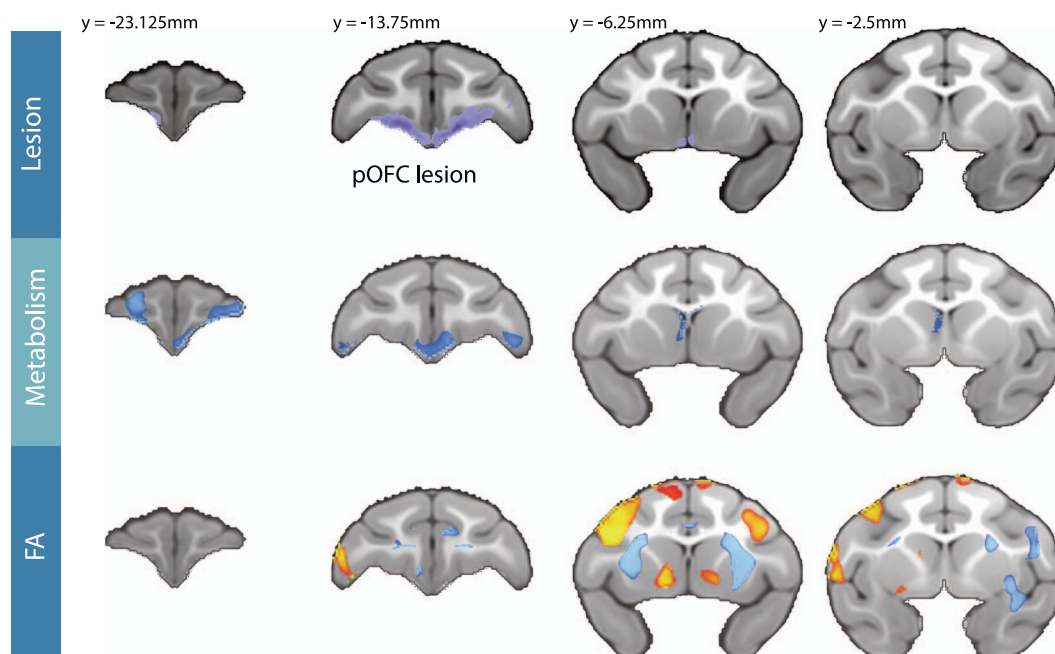 y = -23.125mm
y = -13.75mm
y = -6.25mm
y = -2.5mm
Lesion
pOFC lesion
Metabolism
FA